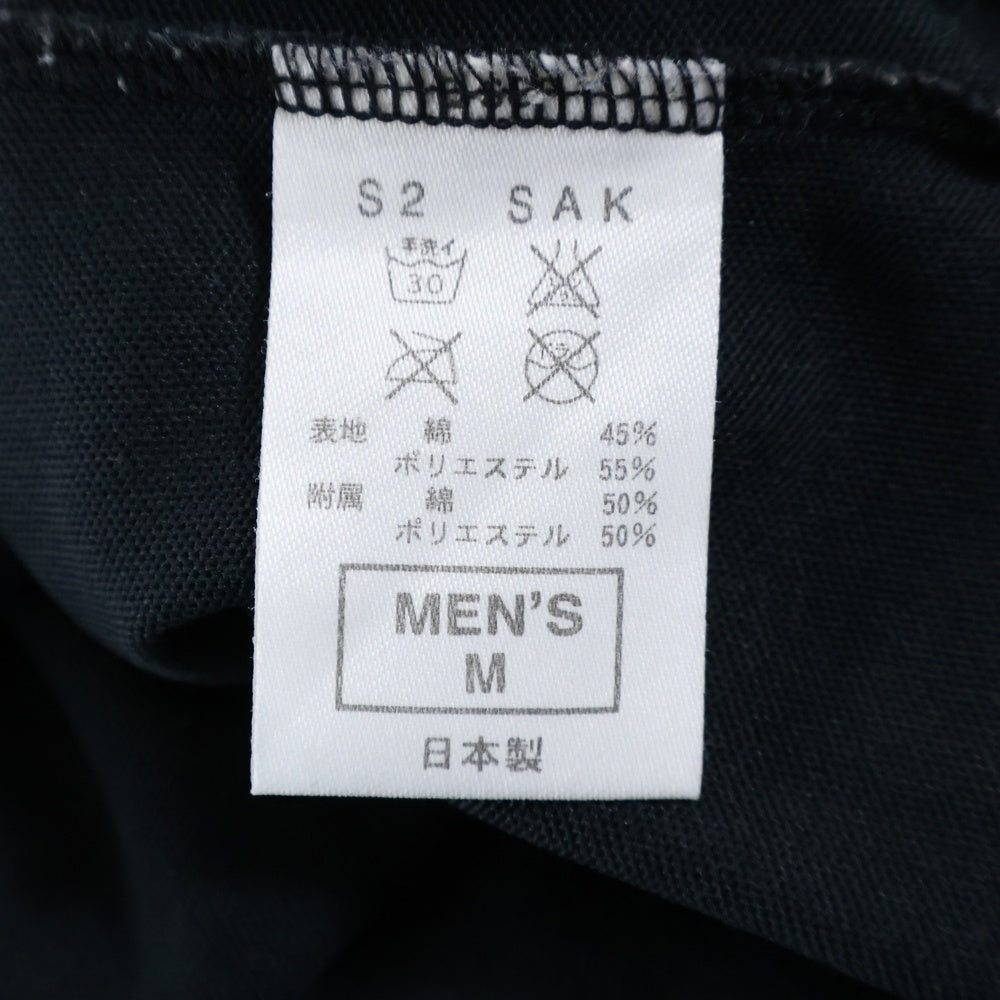 S2 SAK
手洗イ
30
表地 綿 45%
ポリエステル 55%
附属 綿 50%
ポリエステル 50%
MEN'S
M
日本製